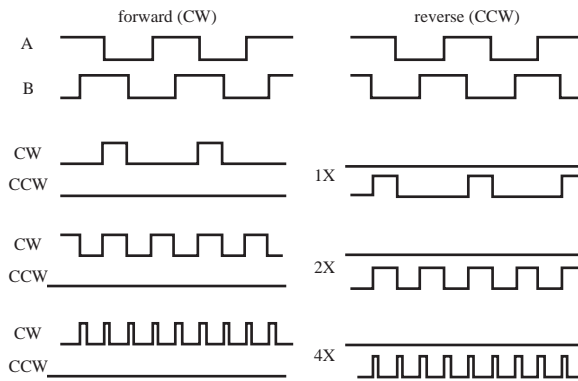 forward (CW) reverse (CCW)
A
B
CW
CCW 1X
CW
CCW 2X
CW
CCW 4X